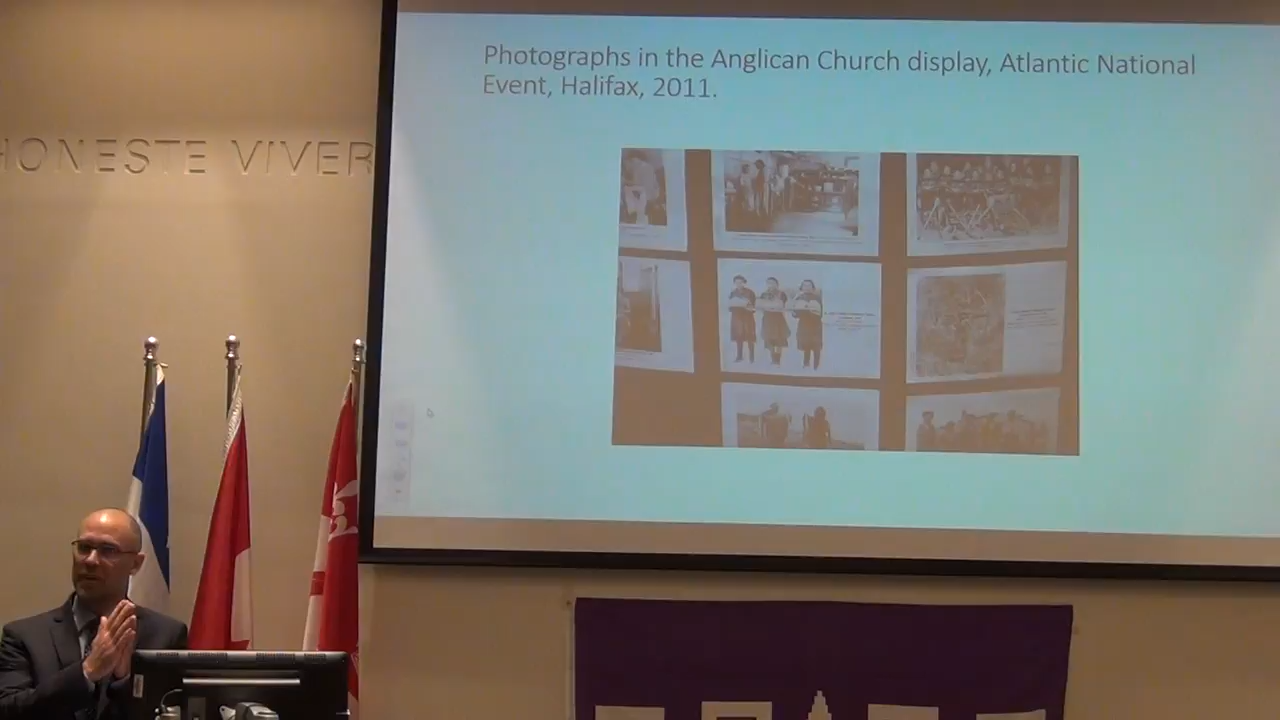 Photographs in the Anglican Church display, Atlantic National
Event, Halifax, 2011.
HONESTE VIVER